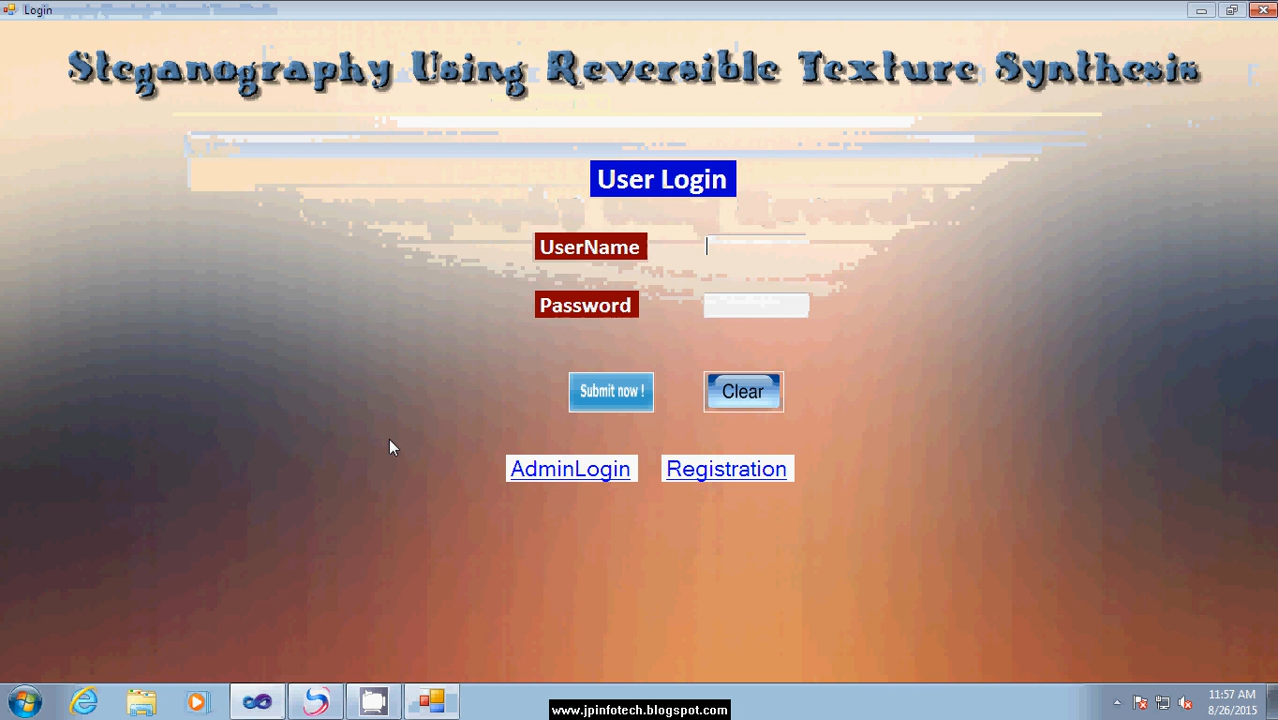 Login
Steganography Using Reversible Texture Synthesis
User Login
UserName
Password
Submit now !
Clear
AdminLogin Registration
11:57 AM
8/26/2015
www.jpinfotech.blogspot.com